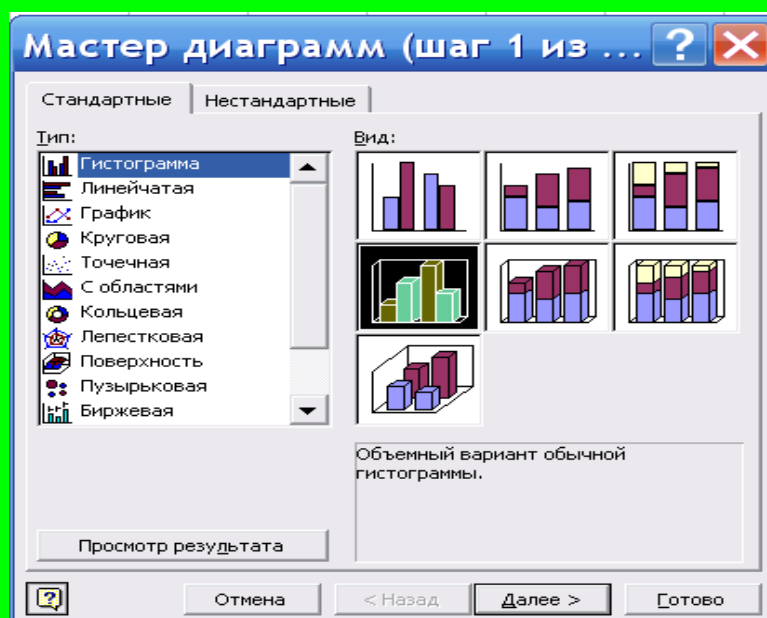 Мастер диаграмм (шаг 1 из ...
Стандартные
Нестандартные
Тип:
Вид:
Гистограмма
Линейчатая
График
Круговая
Точечная
С областями
Кольцевая
Лепестковая
Поверхность
Пузырьковая
Биржевая
Объемный вариант обычной
гистограммы.
Просмотр результата
Отмена
< Назад
Далее >
Готово